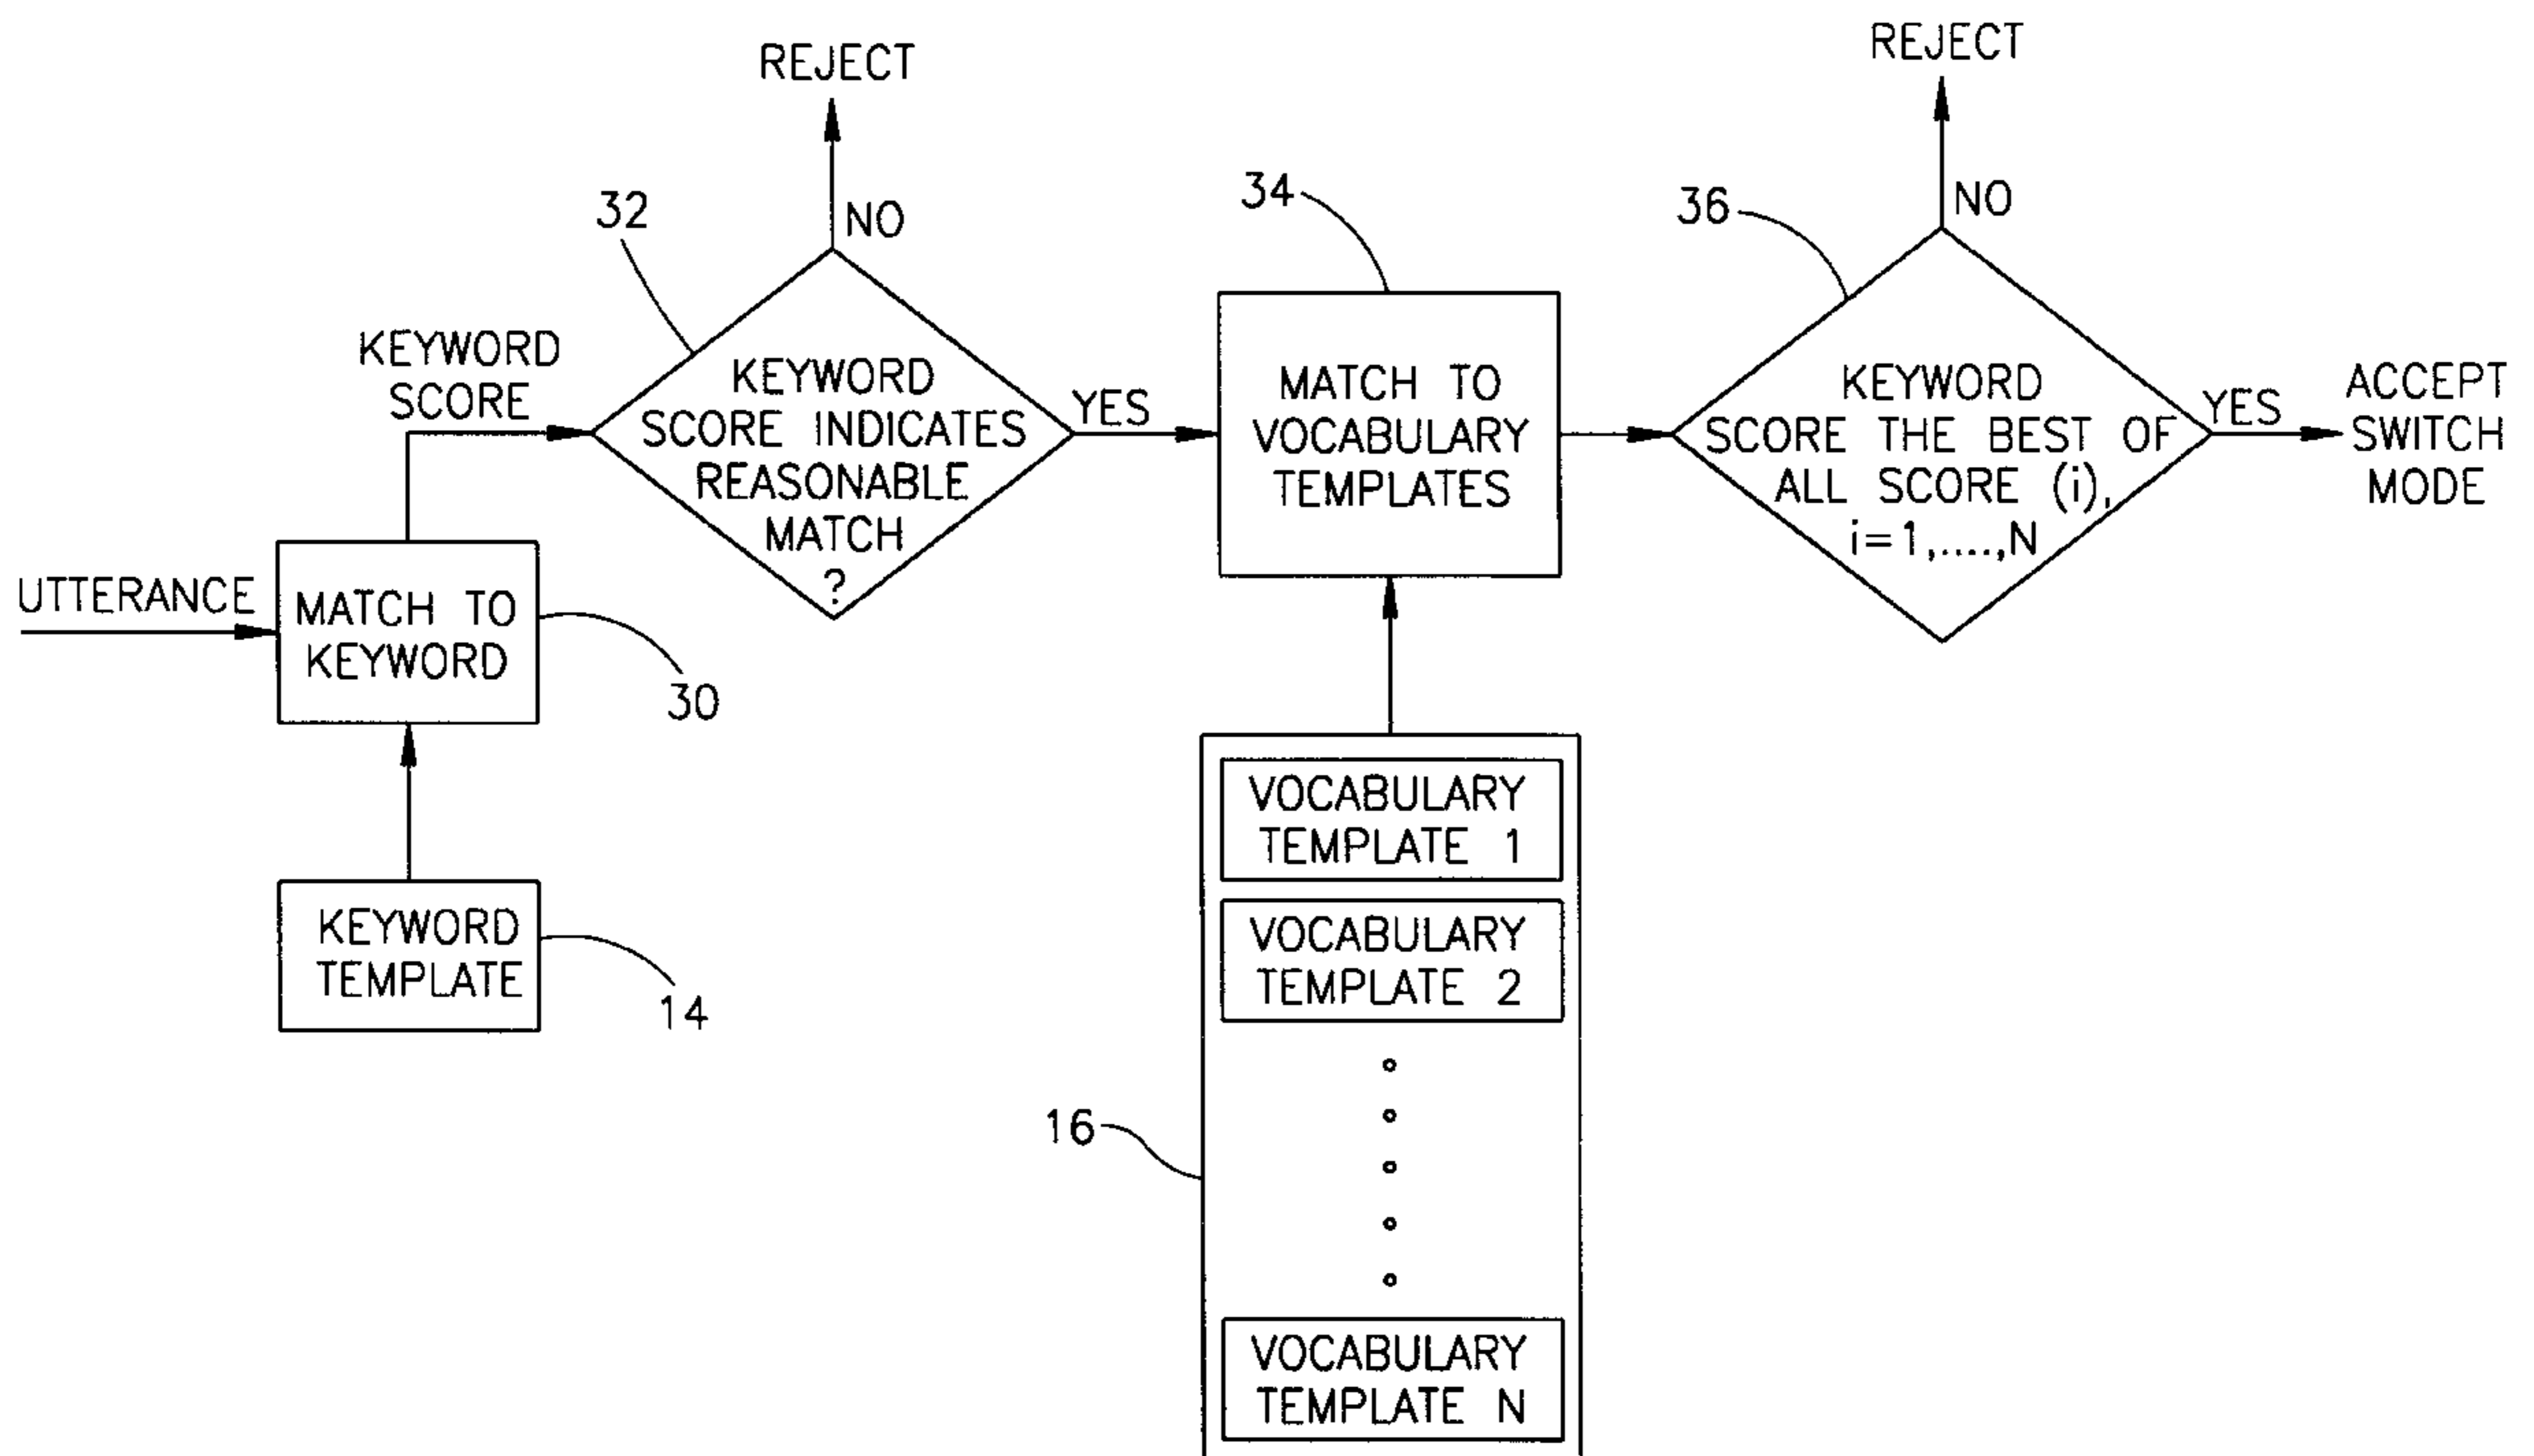 REJECT
NO
32
KEYWORD
SCORE
KEYWORD
SCORE INDICATES
REASONABLE
MATCH
?
YES
UTTERANCE
MATCH TO
KEYWORD
30
KEYWORD
TEMPLATE
14
34
MATCH TO
VOCABULARY
TEMPLATES
16
VOCABULARY
TEMPLATE 1
VOCABULARY
TEMPLATE 2
VOCABULARY
TEMPLATE N
REJECT
NO
36
KEYWORD
SCORE THE BEST OF
ALL SCORE (i),
i=1,....,N
YES
ACCEPT
SWITCH
MODE